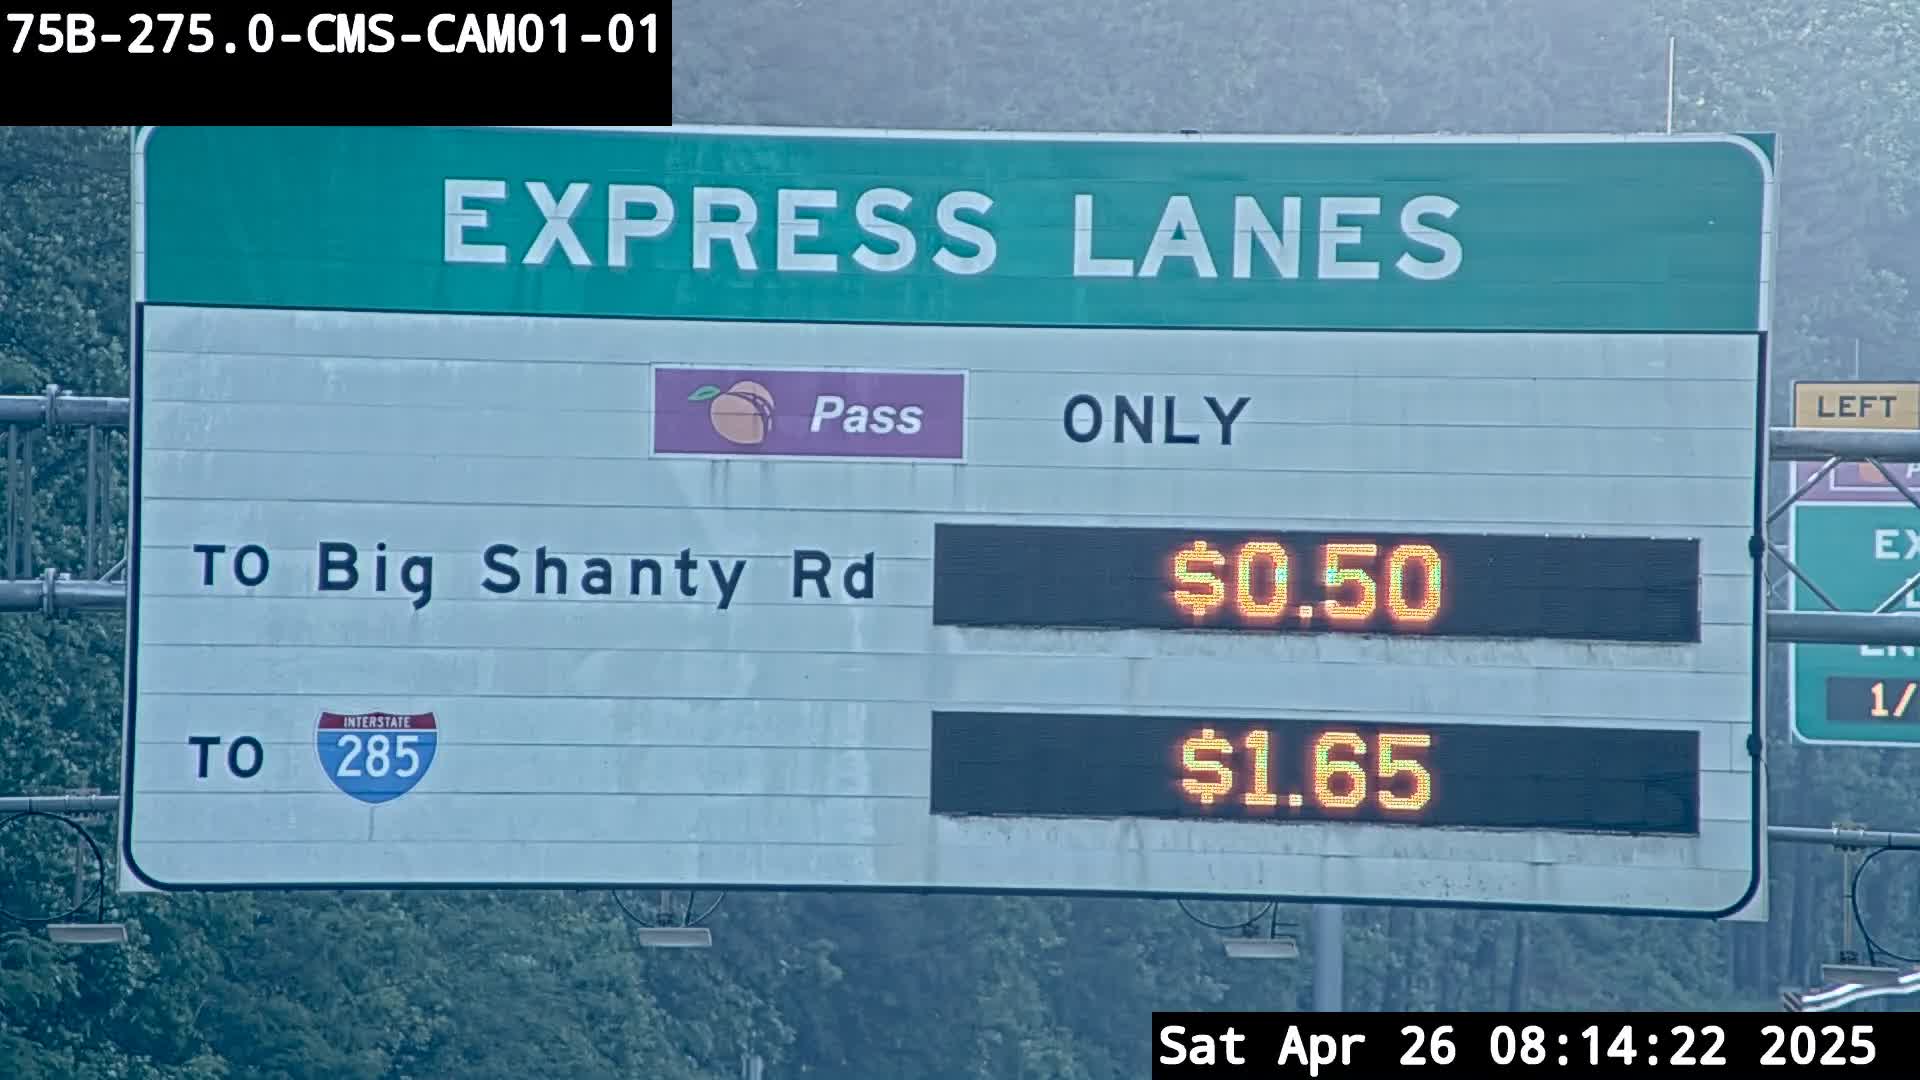 75B-275.0-CMS-CAM01-01
EXPRESS LANES
Pass ONLY
TO Big Shanty Rd $0.50
TO INTERSTATE 285 $1.65
LEFT
1/
Sat Apr 26 08:14:22 2025